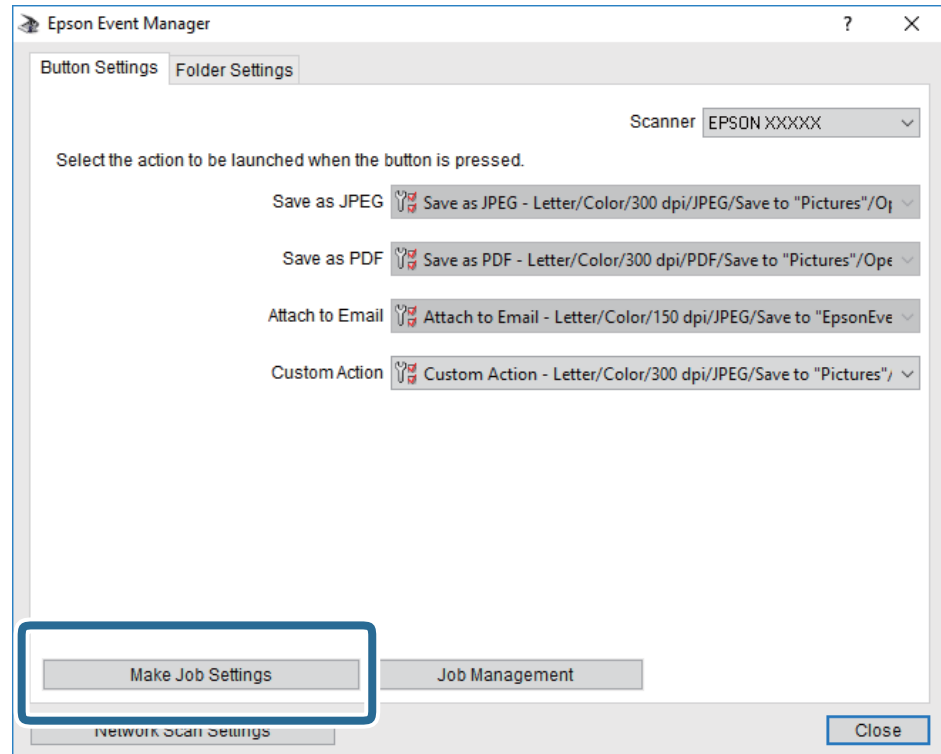 Epson Event Manager
?
Button Settings
Folder Settings
Scanner EPSON XXXXX
Select the action to be launched when the button is pressed.
Save as JPEG Save as JPEG - Letter/Color/300 dpi/JPEG/Save to "Pictures"/Op
Save as PDF Save as PDF - Letter/Color/300 dpi/PDF/Save to "Pictures"/Ope
Attach to Email Attach to Email - Letter/Color/150 dpi/JPEG/Save to "EpsonEve
Custom Action Custom Action - Letter/Color/300 dpi/JPEG/Save to "Pictures"/
Make Job Settings
Job Management
Network Scan Settings
Close